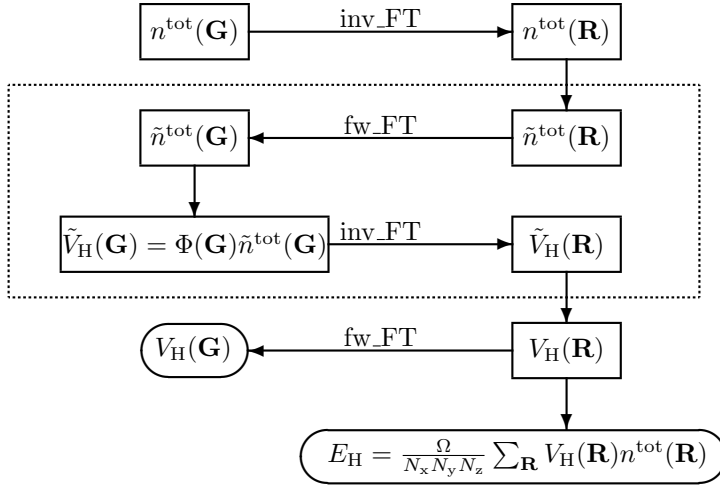 n^tot(𝐆) inv_FT n^tot(𝐑)
ñ^tot(𝐆) fw_FT ñ^tot(𝐑)
Ṽ_H(𝐆) = Φ(𝐆)ñ^tot(𝐆) inv_FT Ṽ_H(𝐑)
V_H(𝐆) fw_FT V_H(𝐑)
E_H = Ω/(N_x N_y N_z) ∑_𝐑 V_H(𝐑)n^tot(𝐑)